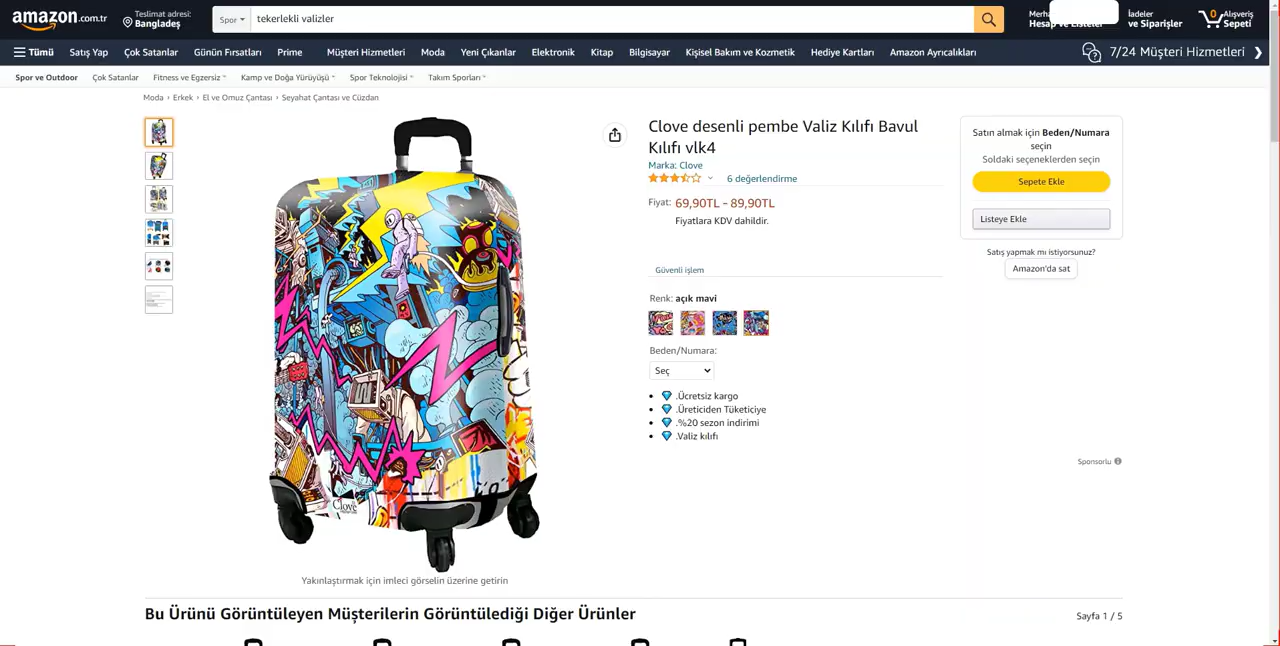 amazon.com.tr
Teslimat adresi:
Bangladeş
Spor
tekerlekli valizler
Merha
Hesap ve Listeler
İadeler
ve Siparişler
0
Alışveriş
Sepeti
Tümü
Satış Yap
Çok Satanlar
Günün Fırsatları
Prime
Müşteri Hizmetleri
Moda
Yeni Çıkanlar
Elektronik
Kitap
Bilgisayar
Kişisel Bakım ve Kozmetik
Hediye Kartları
Amazon Ayrıcalıkları
7/24 Müşteri Hizmetleri
Spor ve Outdoor
Çok Satanlar
Fitness ve Egzersiz
Kamp ve Doğa Yürüyüşü
Spor Teknolojisi
Takım Sporları
Moda › Erkek › El ve Omuz Çantası › Seyahat Çantası ve Cüzdan
Clove desenli pembe Valiz Kılıfı Bavul
Kılıfı vlk4
Marka: Clove
6 değerlendirme
Fiyat: 69,90TL - 89,90TL
Fiyatlara KDV dahildir.
Güvenli işlem
Renk: açık mavi
Beden/Numara:
Seç
.Ücretsiz kargo
.Üreticiden Tüketiciye
.%20 sezon indirimi
.Valiz kılıfı
Satın almak için Beden/Numara
seçin
Soldaki seçeneklerden seçin
Sepete Ekle
Listeye Ekle
Satış yapmak mı istiyorsunuz?
Amazon'da sat
Sponsorlu
Clove
Yakınlaştırmak için imleci görselin üzerine getirin
Bu Ürünü Görüntüleyen Müşterilerin Görüntülediği Diğer Ürünler
Sayfa 1 / 5